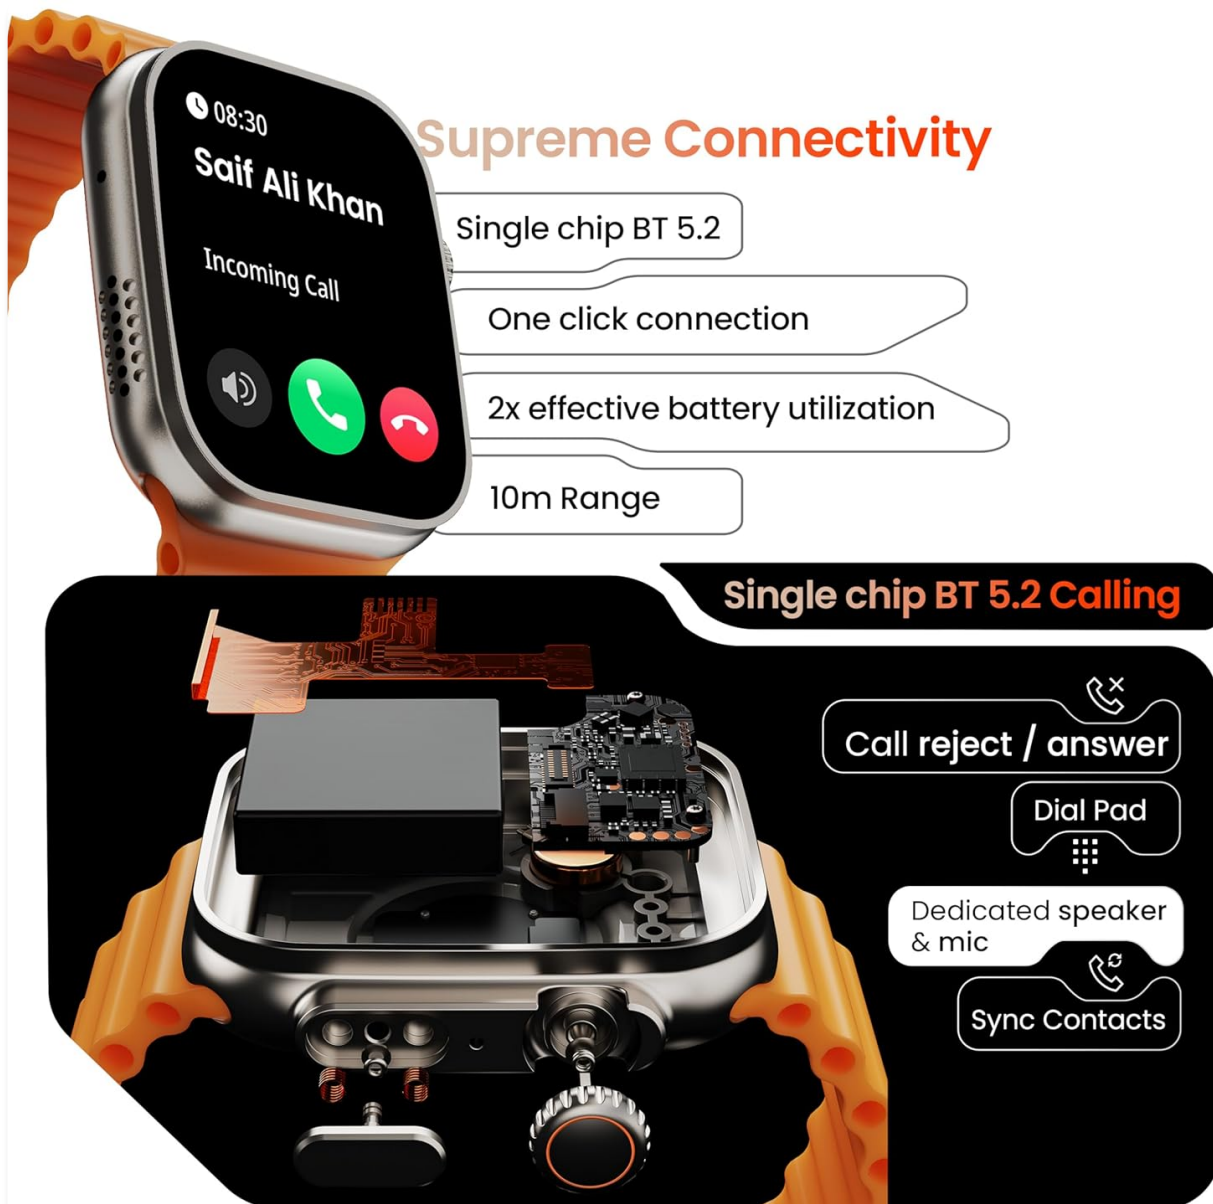 08:30
Saif Ali Khan
Incoming Call
Supreme Connectivity
Single chip BT 5.2
One click connection
2x effective battery utilization
10m Range
Single chip BT 5.2 Calling
Call reject / answer
Dial Pad
Dedicated speaker
& mic
Sync Contacts